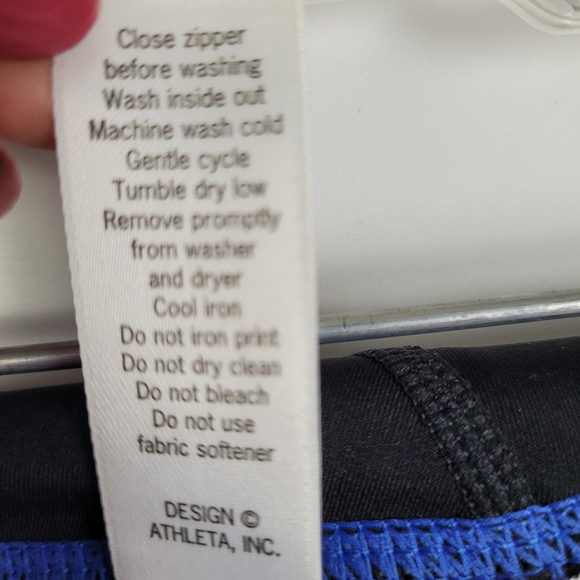 Close zipper
before washing
Wash inside out
Machine wash cold
Gentle cycle
Tumble dry low
Remove promptly
from washer
and dryer
Cool iron
Do not iron print
Do not dry clean
Do not bleach
Do not use
fabric softener
DESIGN ©
ATHLETA, INC.